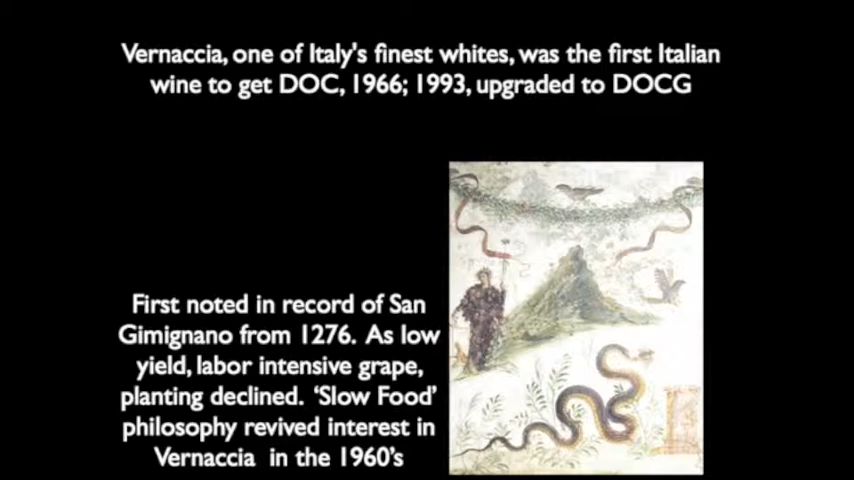 Vernaccia, one of Italy's finest whites, was the first Italian
wine to get DOC, 1966; 1993, upgraded to DOCG
First noted in record of San
Gimignano from 1276.  As low
yield, labor intensive grape,
planting declined.  ‘Slow Food’
philosophy revived interest in
Vernaccia  in the 1960’s